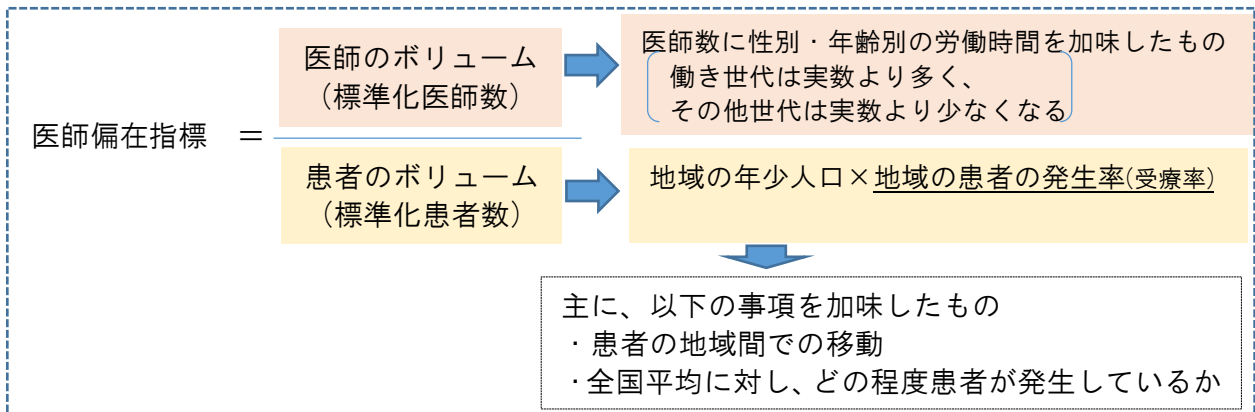 医師偏在指標 =
医師のボリューム
(標準化医師数)
医師数に性別・年齢別の労働時間を加味したもの
働き世代は実数より多く、
その他世代は実数より少なくなる
患者のボリューム
(標準化患者数)
地域の年少人口×地域の患者の発生率(受療率)
主に、以下の事項を加味したもの
・患者の地域間での移動
・全国平均に対し、どの程度患者が発生しているか